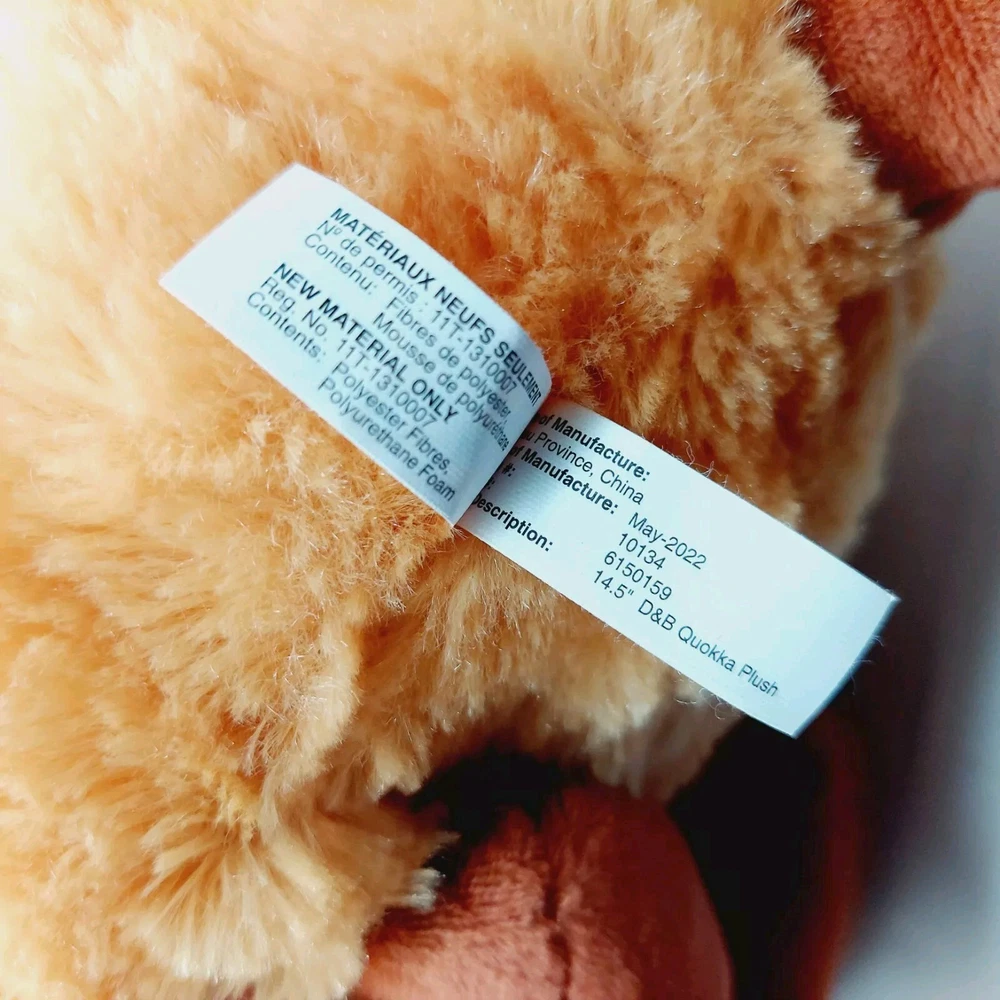 MATÉRIAUX NEUFS SEULEMENT
Nº de permis : 11T-1310007
Contenu: Fibres de polyester,
Mousse de polyuréthane
NEW MATERIAL ONLY
Reg. No. 11T-1310007
Contents: Polyester Fibres,
Polyurethane Foam
of Manufacture:
Province, China
of Manufacture: May-2022
#: 10134
6150159
Description: 14.5" D&B Quokka Plush